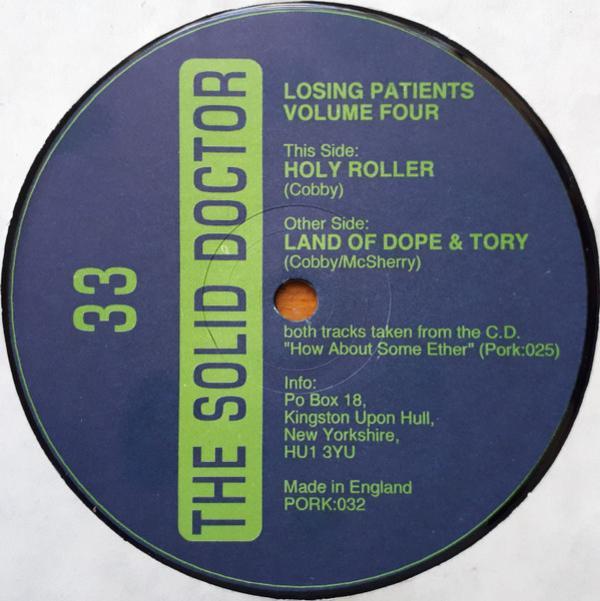 33
THE SOLID DOCTOR
LOSING PATIENTS
VOLUME FOUR
This Side:
HOLY ROLLER
(Cobby)
Other Side:
LAND OF DOPE & TORY
(Cobby/McSherry)
both tracks taken from the C.D.
"How About Some Ether" (Pork:025)
Info:
Po Box 18,
Kingston Upon Hull,
New Yorkshire,
HU1 3YU
Made in England
PORK:032